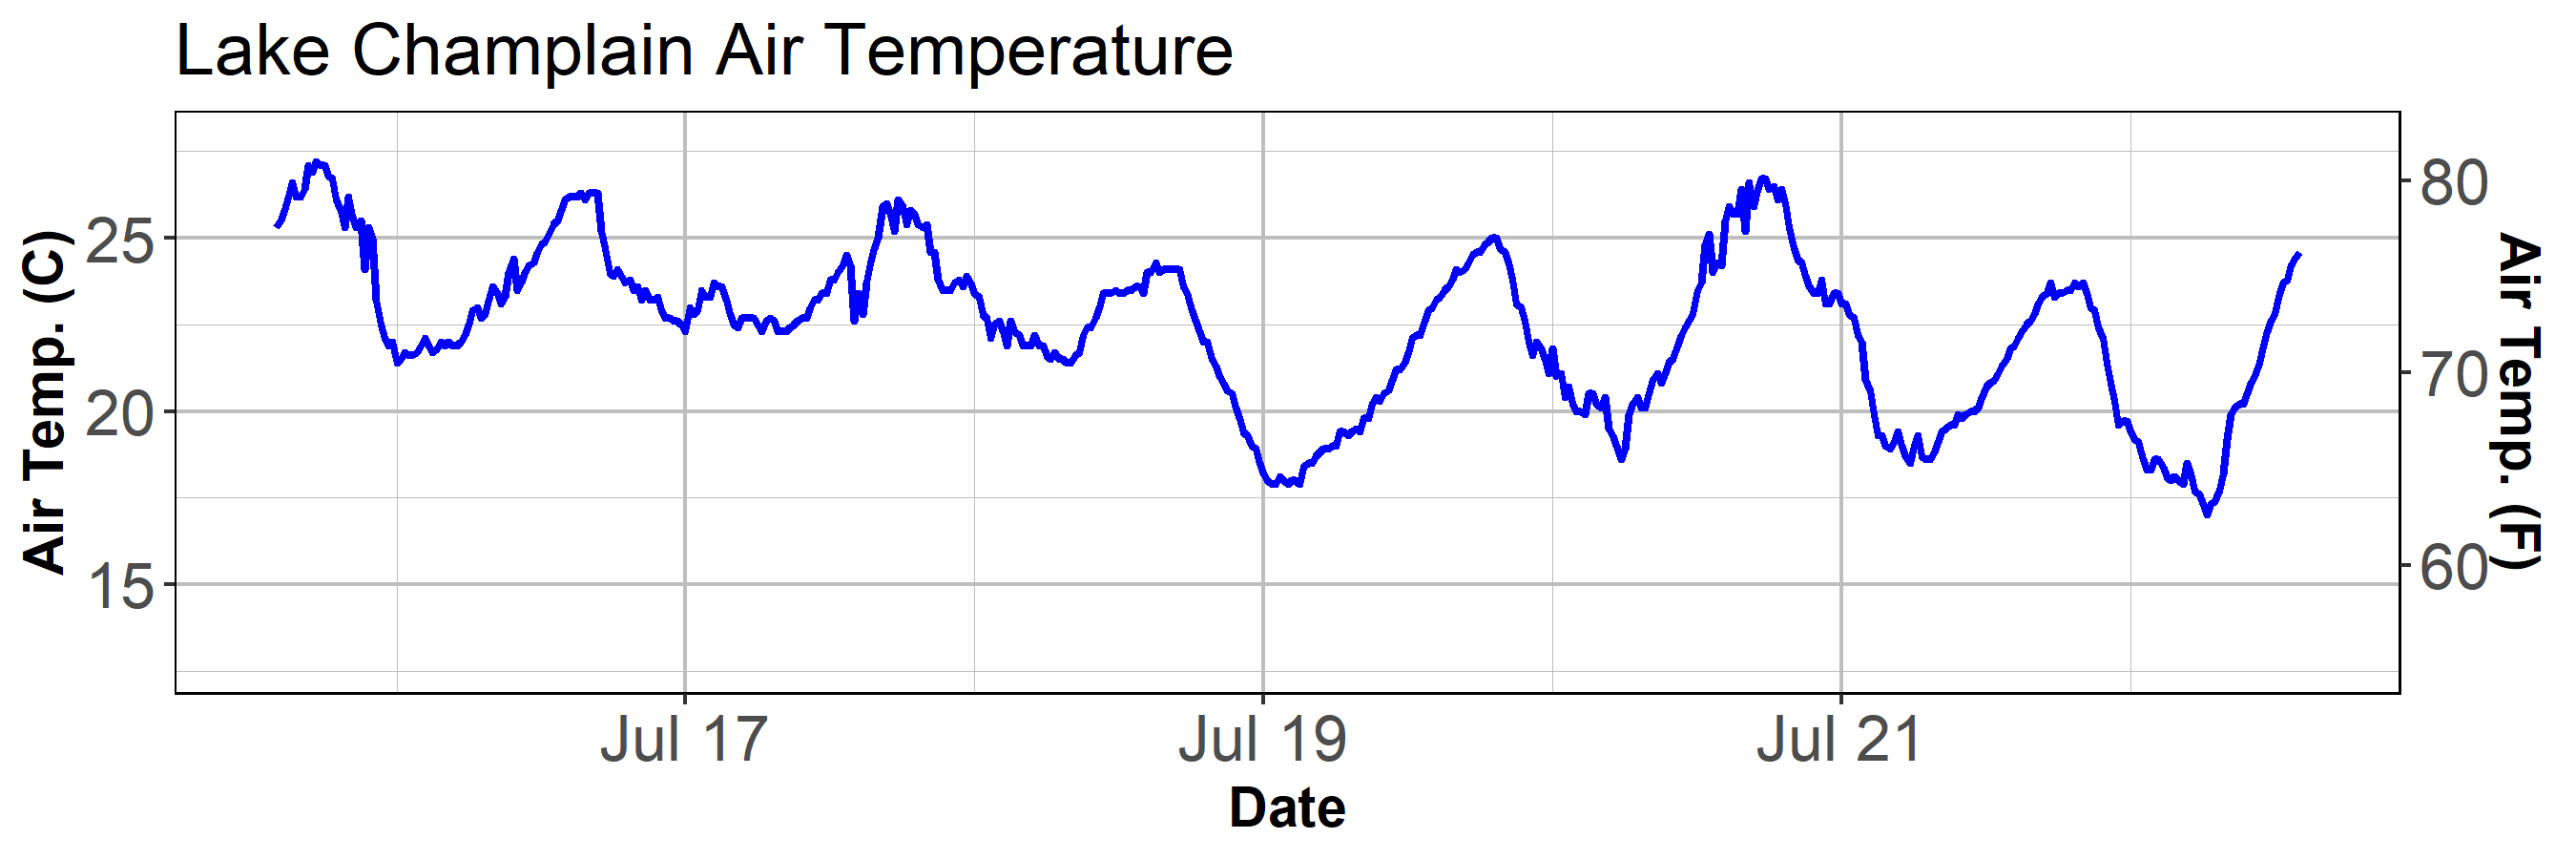 Lake Champlain Air Temperature
Air Temp. (C)
25
20
15
80
70
60
Air Temp. (F)
Jul 17 Jul 19 Jul 21
Date